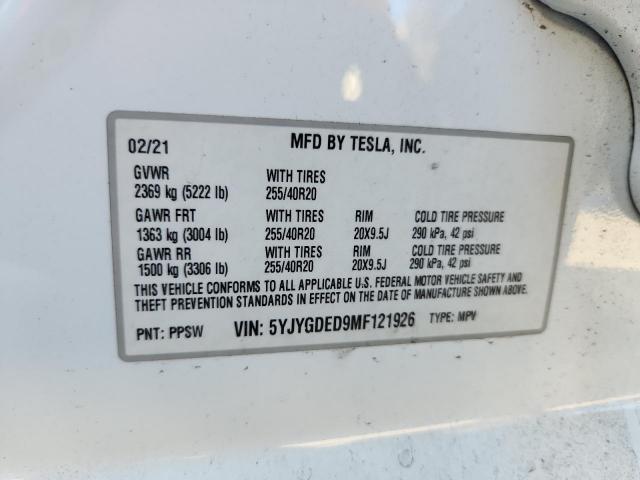 02/21 MFD BY TESLA, INC.
GVWR WITH TIRES
2369 kg (5222 lb) 255/40R20
GAWR FRT WITH TIRES RIM COLD TIRE PRESSURE
1363 kg (3004 lb) 255/40R20 20X9.5J 290 kPa, 42 psi
GAWR RR WITH TIRES RIM COLD TIRE PRESSURE
1500 kg (3306 lb) 255/40R20 20X9.5J 290 kPa, 42 psi
THIS VEHICLE CONFORMS TO ALL APPLICABLE U.S. FEDERAL MOTOR VEHICLE SAFETY AND
THEFT PREVENTION STANDARDS IN EFFECT ON THE DATE OF MANUFACTURE SHOWN ABOVE.
PNT: PPSW VIN: 5YJYGDED9MF121926 TYPE: MPV